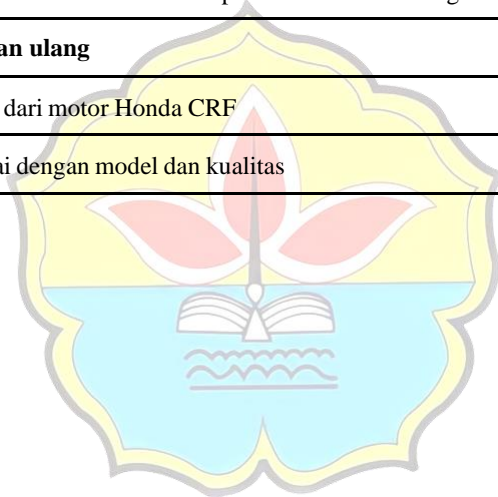 an ulang
dari motor Honda CRF
ai dengan model dan kualitas